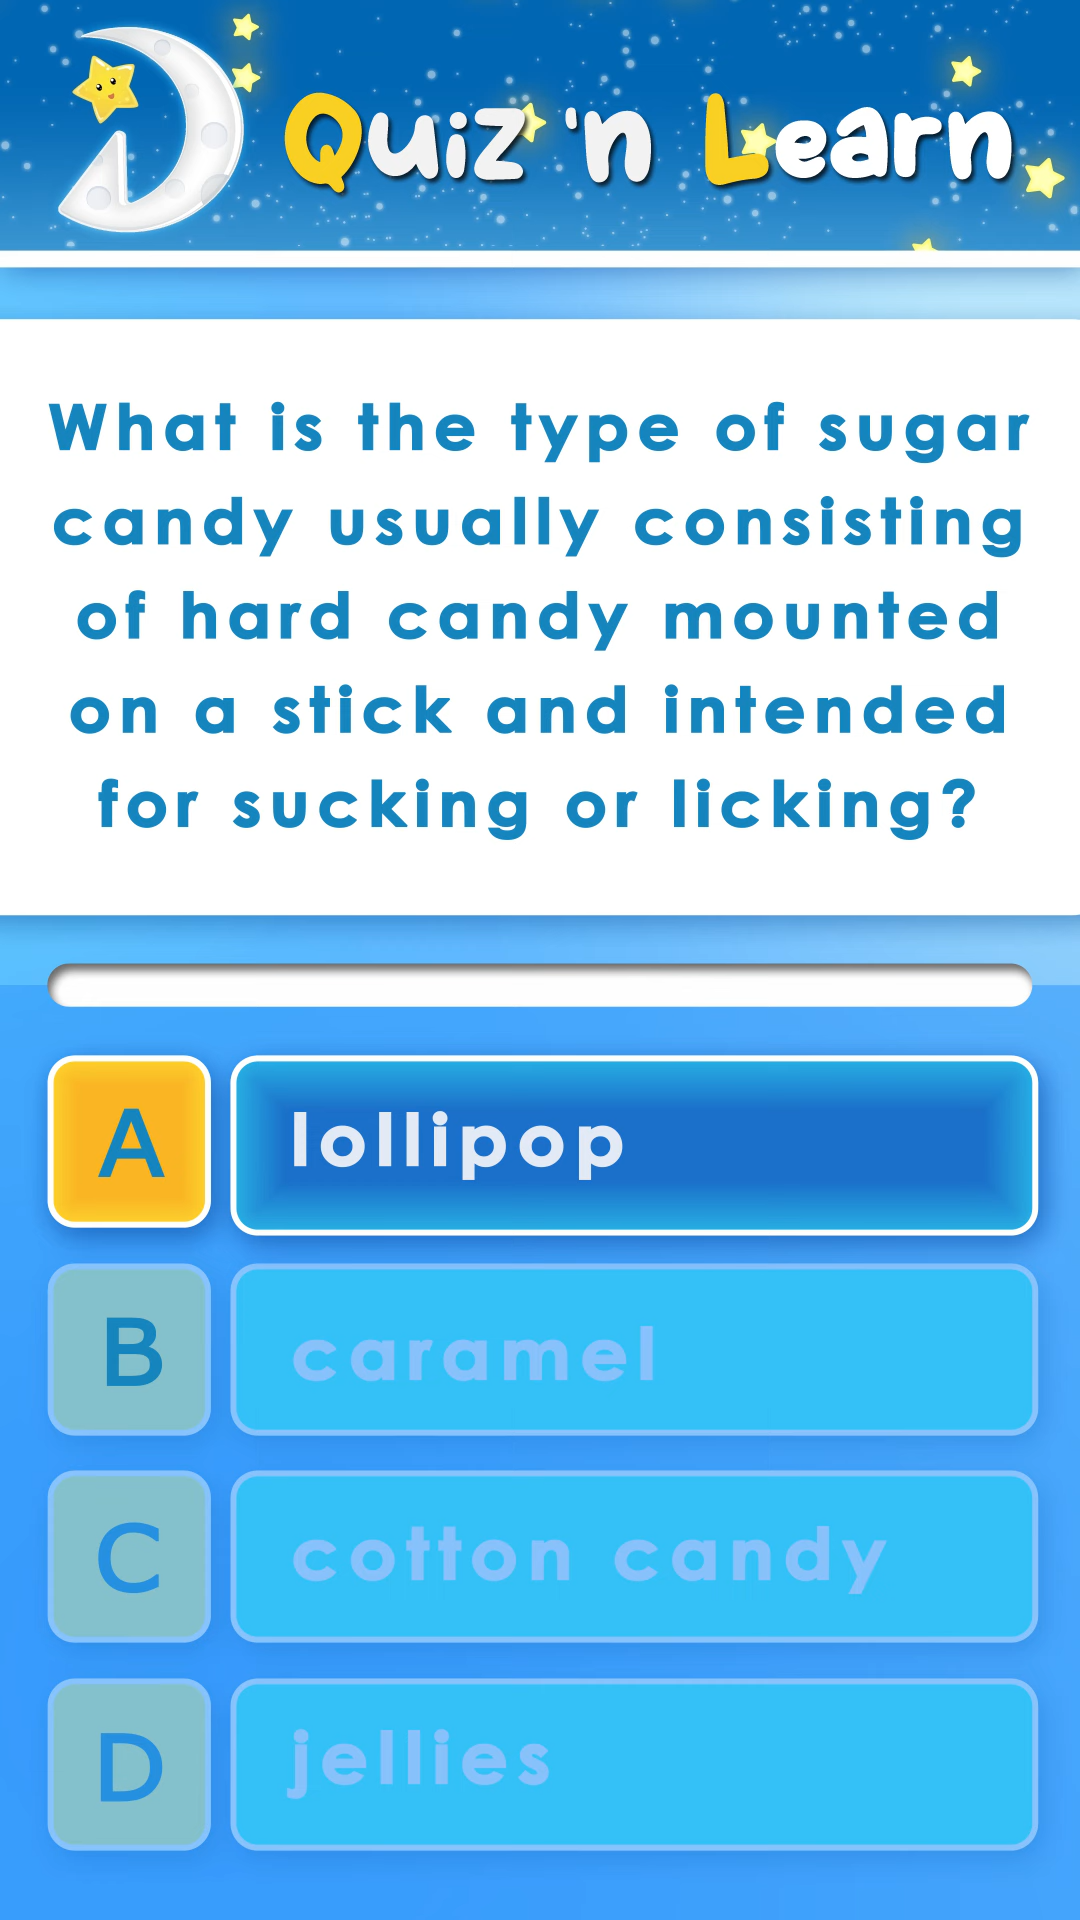 Quiz 'n Learn
What is the type of sugar
candy usually consisting
of hard candy mounted
on a stick and intended
for sucking or licking?
A lollipop
B caramel
C cotton candy
D jellies